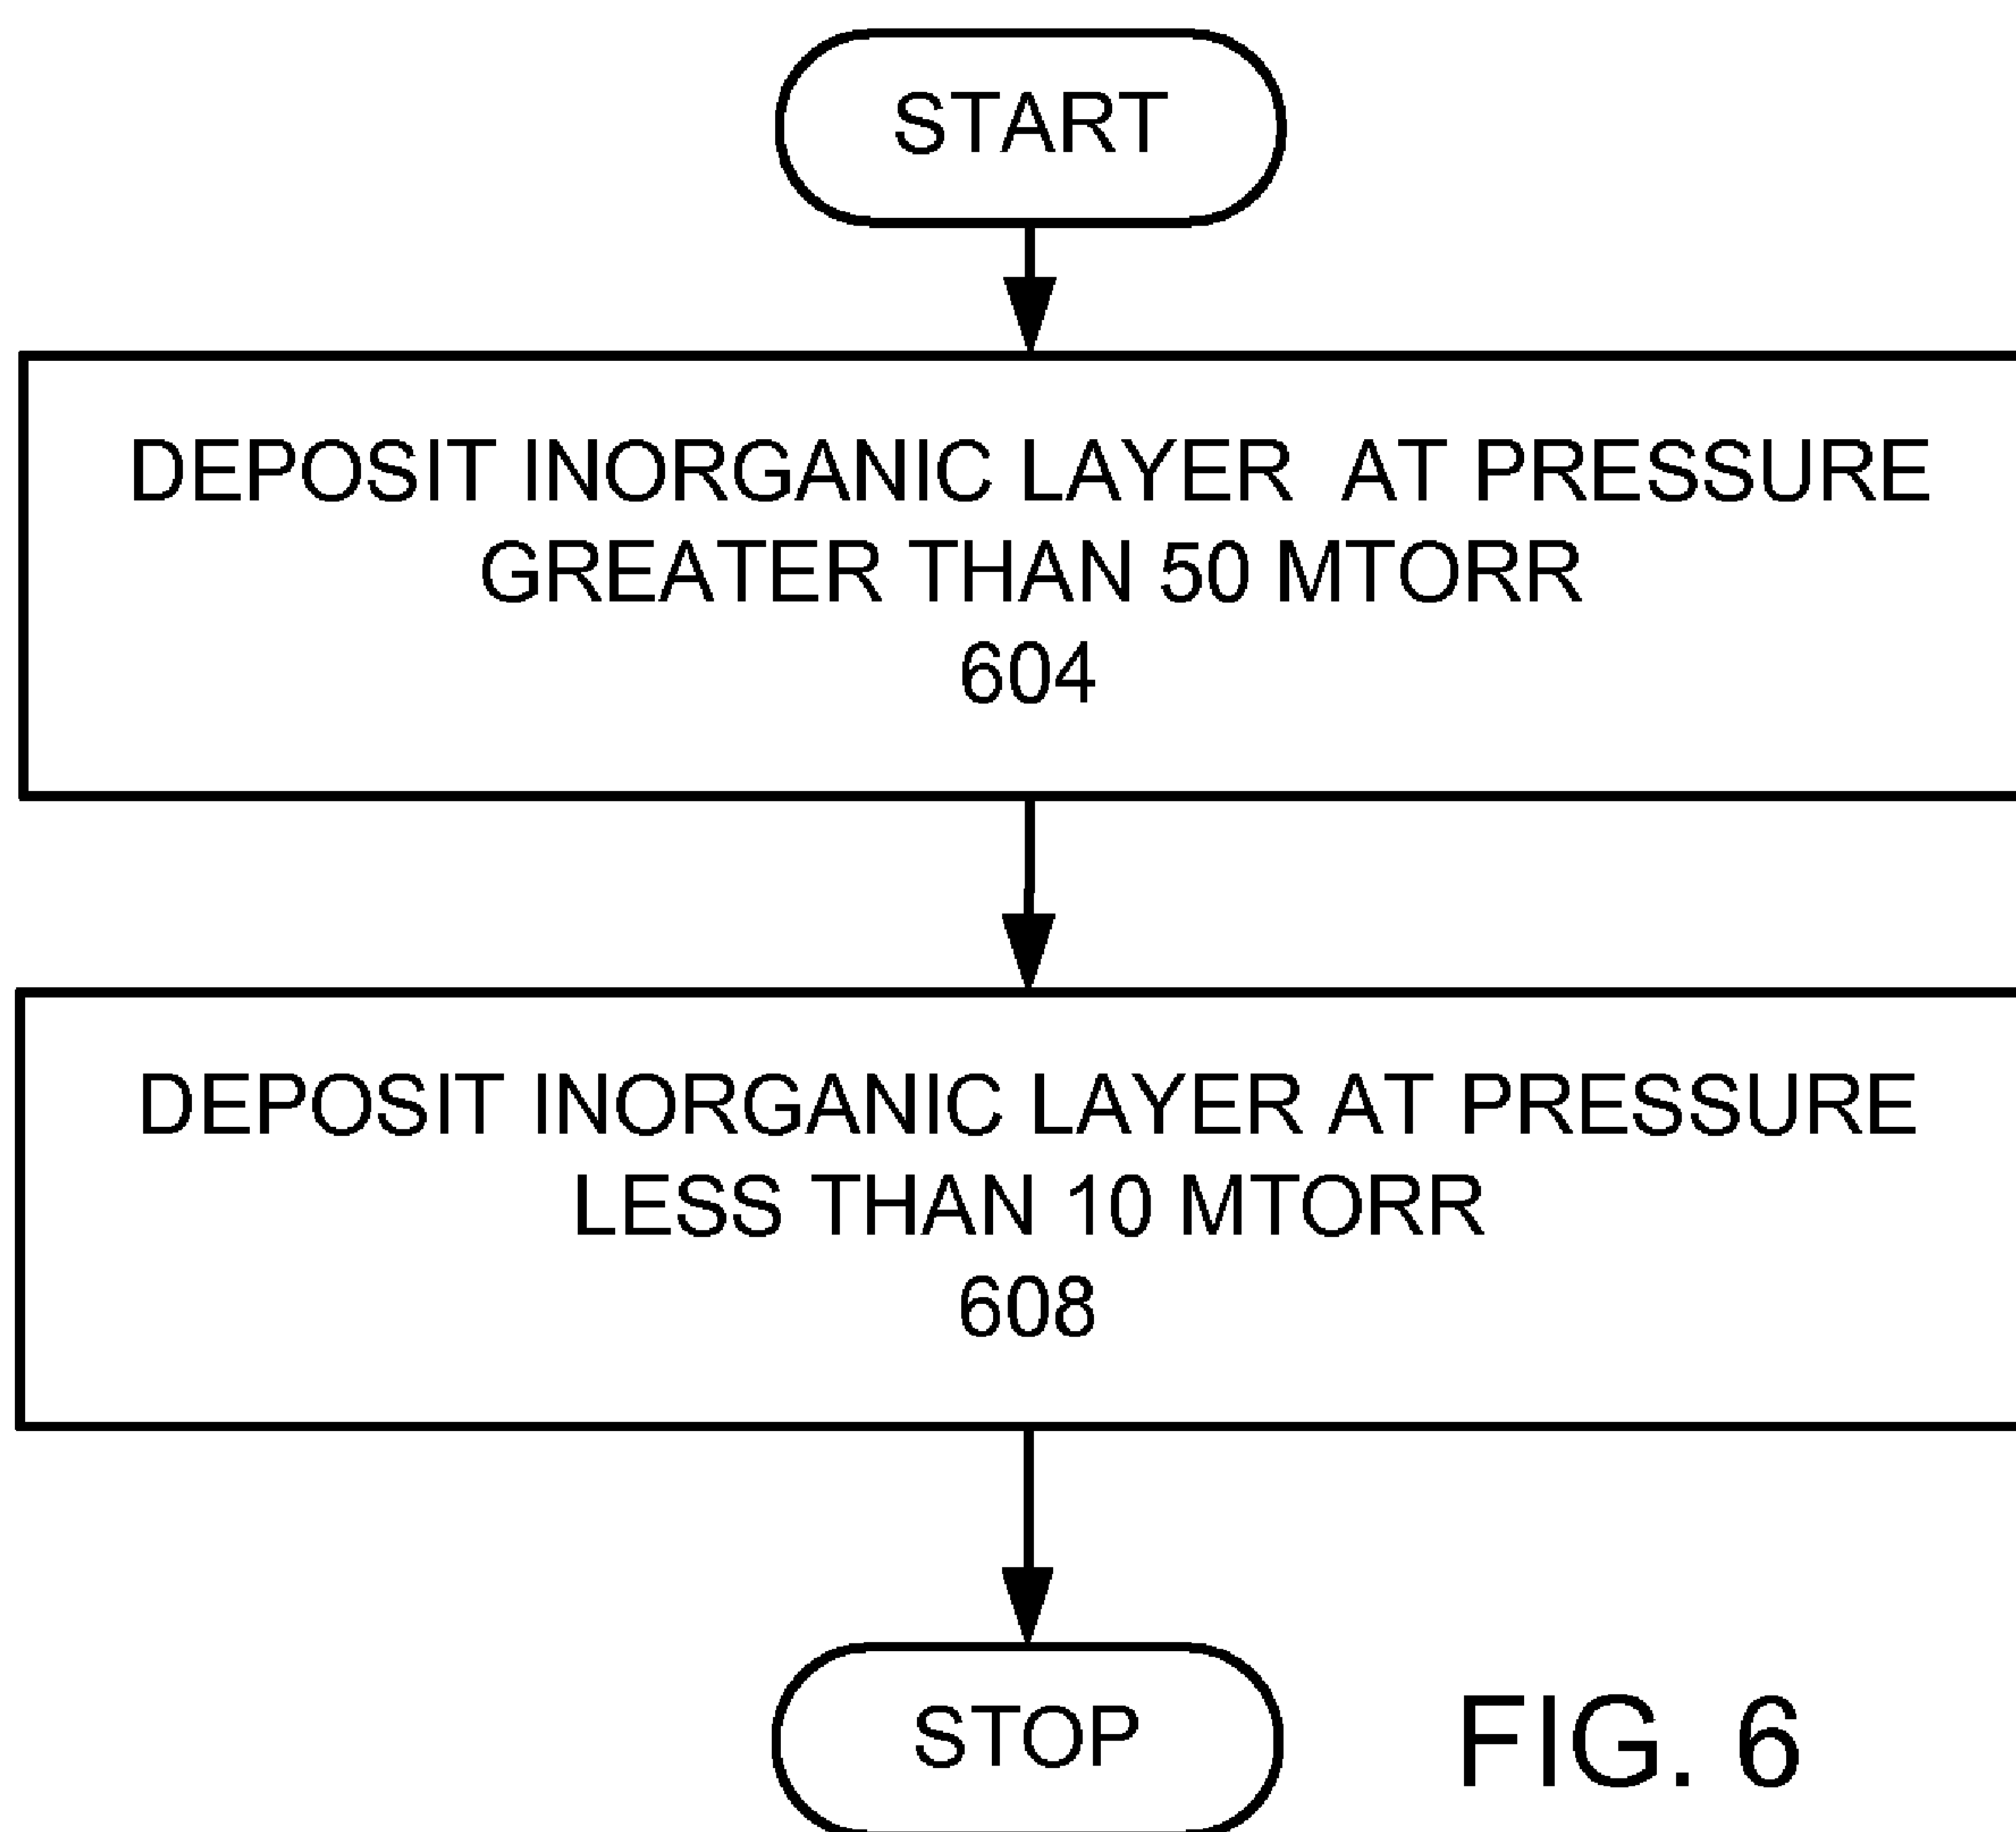 START
DEPOSIT INORGANIC LAYER AT PRESSURE
GREATER THAN 50 MTORR
604
DEPOSIT INORGANIC LAYER AT PRESSURE
LESS THAN 10 MTORR
608
STOP
FIG. 6